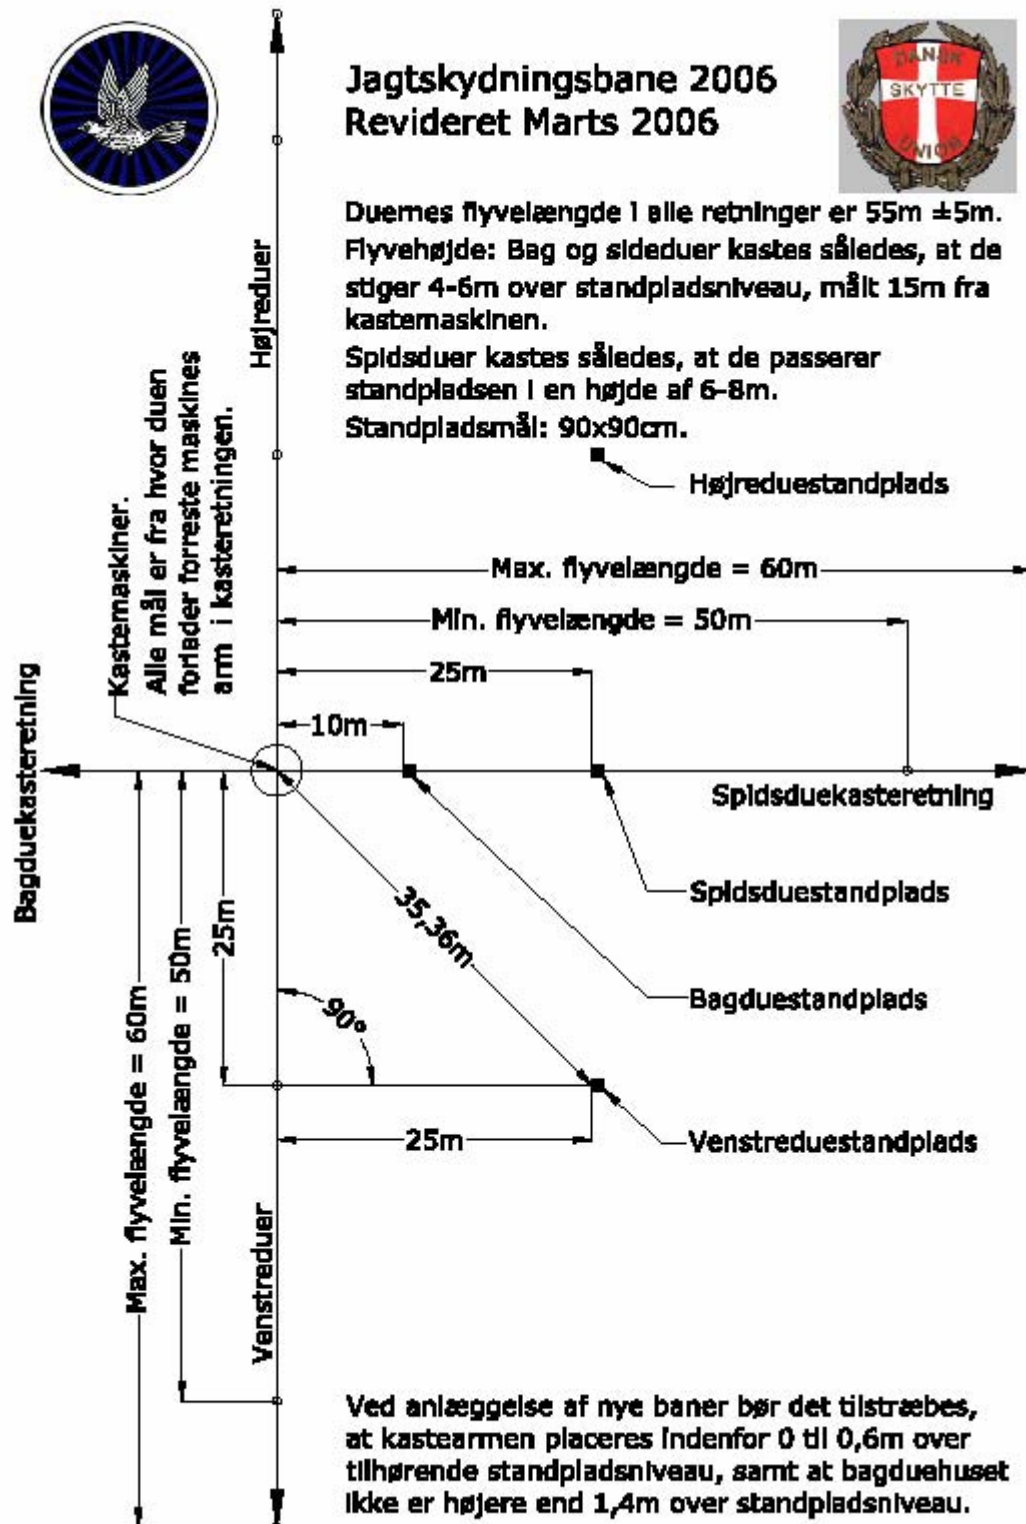 Jagtskydningsbane 2006
Revideret Marts 2006
DANSK
SKYTTE
UNION
Duernes flyvelængde i alle retninger er 55m ±5m.
Flyvehøjde: Bag og sideduer kastes således, at de
stiger 4-6m over standpladsniveau, målt 15m fra
kastemaskinen.
Spidsduer kastes således, at de passerer
standpladsen i en højde af 6-8m.
Standpladsmål: 90x90cm.
Højreduer
Kastemaskiner.
Alle mål er fra hvor duen
forlader forreste maskines
arm i kasteretningen.
Højreduestandplads
Max. flyvelængde = 60m
Min. flyvelængde = 50m
25m
10m
Bagduekasteretning
Spidsduekasteretning
Spidsduestandplads
35,36m
25m
Min. flyvelængde = 50m
Max. flyvelængde = 60m
Bagduestandplads
90°
25m
Venstreduestandplads
Venstreduer
Ved anlæggelse af nye baner bør det tilstræbes,
at kastearmen placeres indenfor 0 til 0,6m over
tilhørende standpladsniveau, samt at bagduehuset
ikke er højere end 1,4m over standpladsniveau.